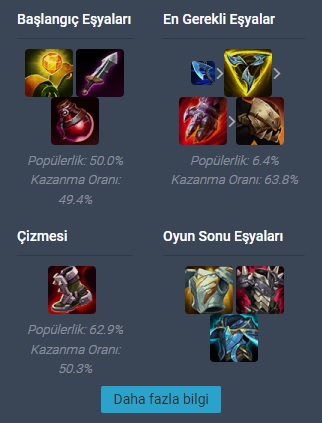 Başlangıç Eşyaları
Popülerlik: 50.0%
Kazanma Oranı:
49.4%
En Gerekli Eşyalar
Popülerlik: 6.4%
Kazanma Oranı: 63.8%
Çizmesi
Popülerlik: 62.9%
Kazanma Oranı:
50.3%
Oyun Sonu Eşyaları
Daha fazla bilgi